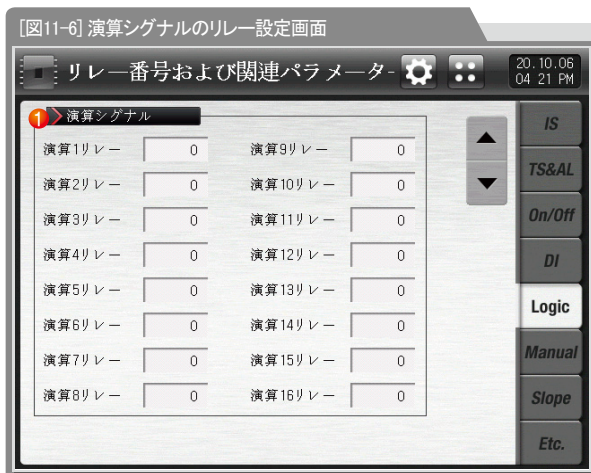 [図11-6] 演算シグナルのリレー設定画面
リレー番号および関連パラメータ-
20.10.06
04 21 PM
1 演算シグナル
演算1リレー 0 演算9リレー 0
演算2リレー 0 演算10リレー 0
演算3リレー 0 演算11リレー 0
演算4リレー 0 演算12リレー 0
演算5リレー 0 演算13リレー 0
演算6リレー 0 演算14リレー 0
演算7リレー 0 演算15リレー 0
演算8リレー 0 演算16リレー 0
IS
TS&AL
On/Off
DI
Logic
Manual
Slope
Etc.